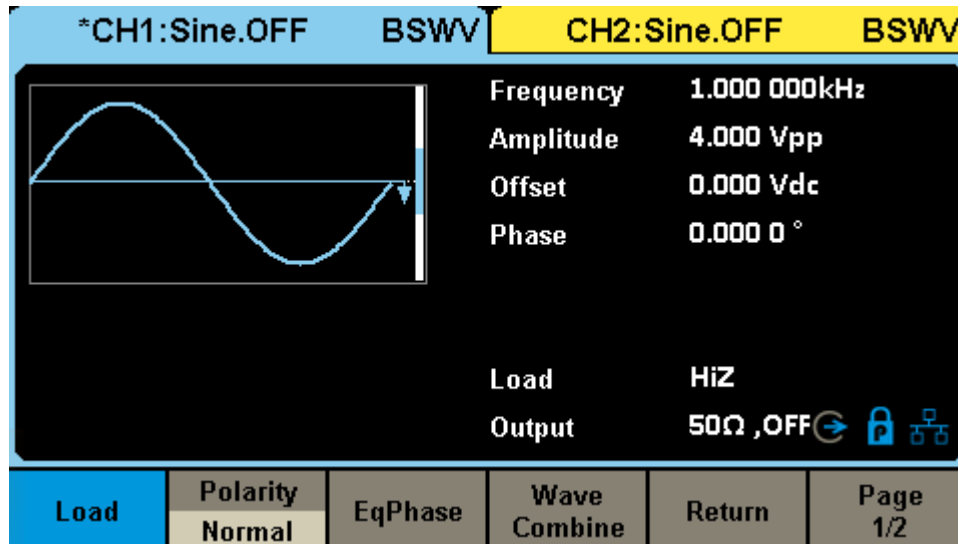 *CH1:Sine.OFF BSWV CH2:Sine.OFF BSWV
Frequency 1.000 000kHz
Amplitude 4.000 Vpp
Offset 0.000 Vdc
Phase 0.000 0 °
Load HiZ
Output 50Ω ,OFF P
Load
Polarity
Normal
EqPhase
Wave
Combine
Return
Page
1/2